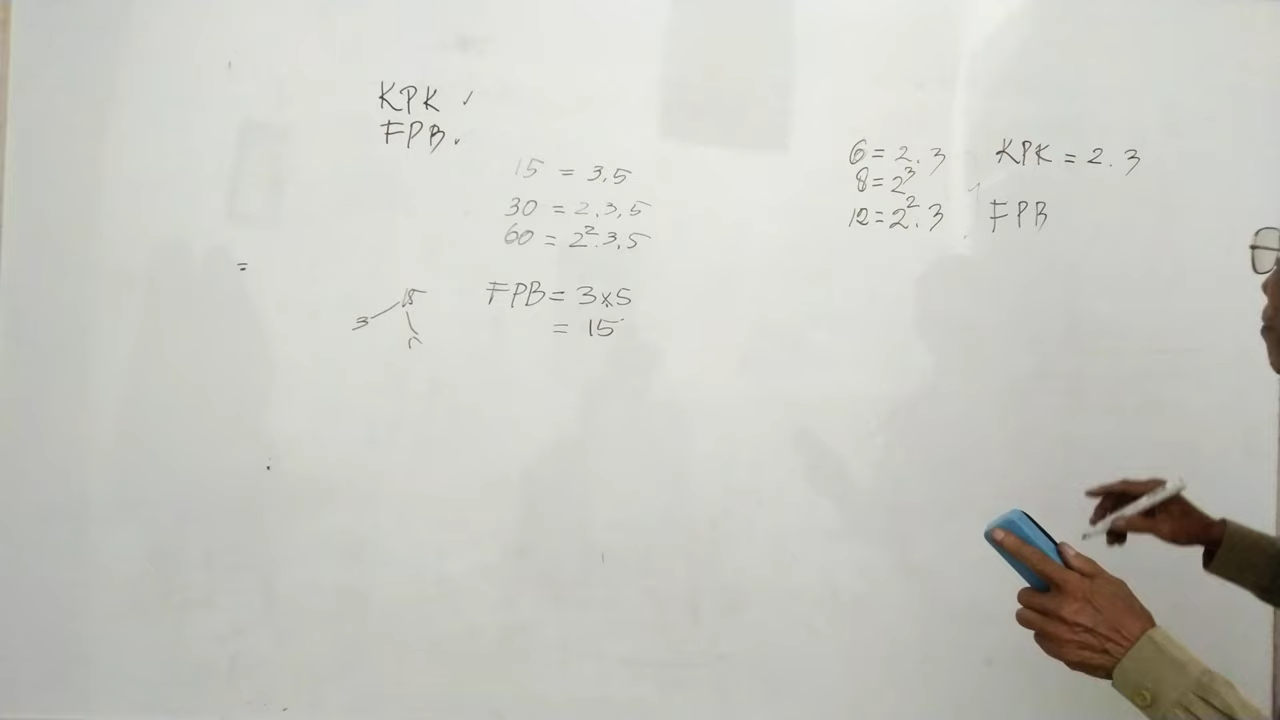 KPK ✓
FPB.
15 = 3,5
30 = 2.3,5
60 = 2².3,5
=
15
3
FPB = 3x5
= 15
6 = 2.3
8 = 2³
12 = 2².3
KPK = 2.3
FPB